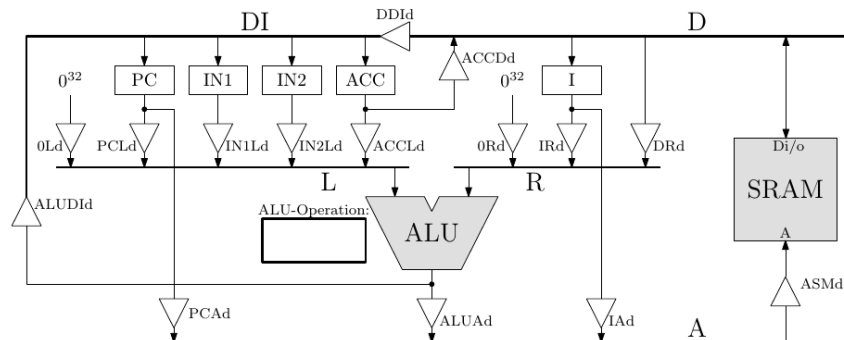 DI
DDId
D
ACCDd
0³²
PC
IN1
IN2
ACC
0³²
I
0Ld
PCLd
IN1Ld
IN2Ld
ACCLd
0Rd
IRd
DRd
Di/o
SRAM
A
L
R
ALUDId
ALU-Operation:
ALU
ASMd
PCAd
ALUAd
IAd
A